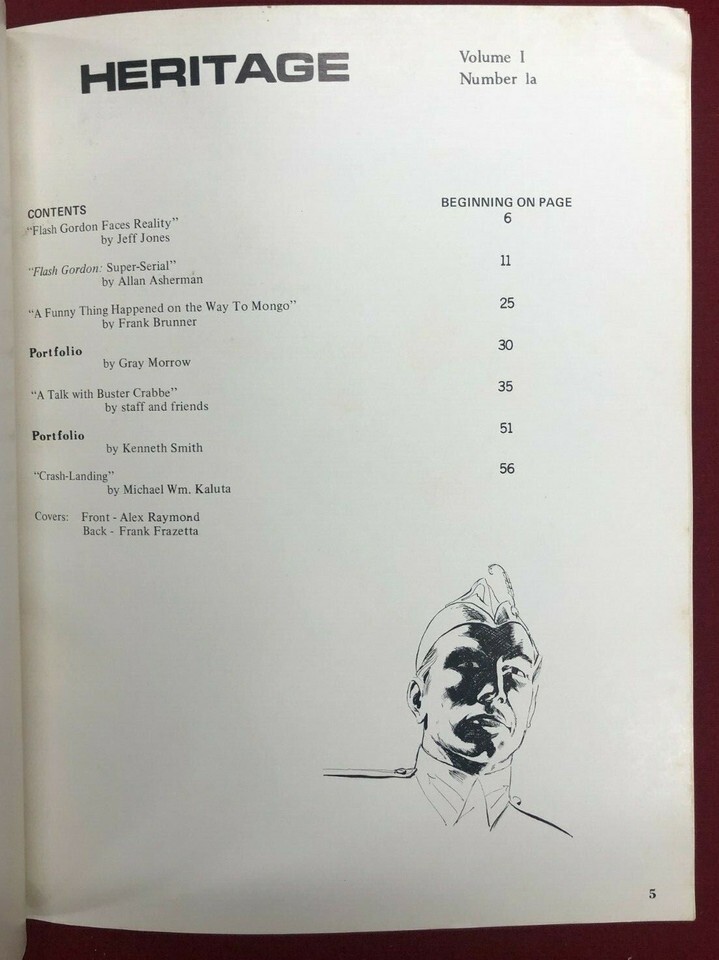 HERITAGE
Volume I
Number 1a
CONTENTS
BEGINNING ON PAGE
"Flash Gordon Faces Reality"
6
by Jeff Jones
"Flash Gordon: Super-Serial"
11
by Allan Asherman
"A Funny Thing Happened on the Way To Mongo"
25
by Frank Brunner
Portfolio
30
by Gray Morrow
"A Talk with Buster Crabbe"
35
by staff and friends
Portfolio
51
by Kenneth Smith
"Crash-Landing"
56
by Michael Wm. Kaluta
Covers: Front - Alex Raymond
Back - Frank Frazetta
5